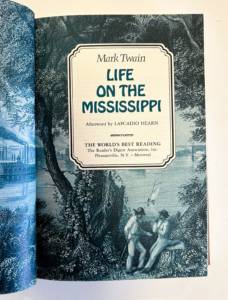 Mark Twain
LIFE
ON THE
MISSISSIPPI
Afterword by LAFCADIO HEARN
THE WORLD'S BEST READING
The Reader's Digest Association, Inc.
Pleasantville, N.Y. – Montreal